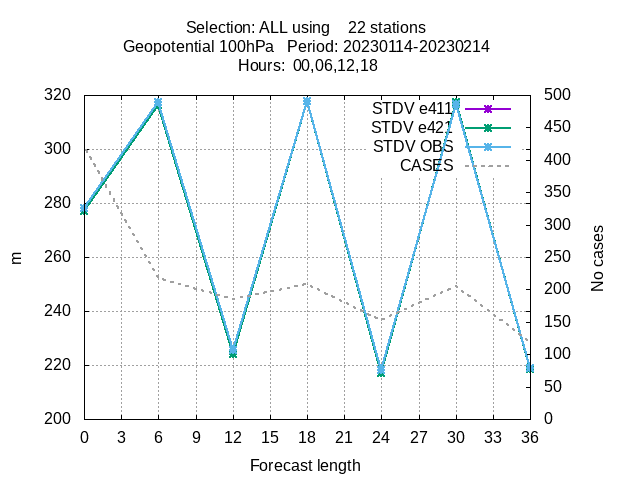 Selection: ALL using 22 stations
Geopotential 100hPa Period: 20230114-20230214
Hours: 00,06,12,18
320 500
STDV e411
450
STDV e421
300 STDV OBS 400
CASES
350
280 300
m 260 250 No cases
240 200
150
220 100
50
200 0
0 3 6 9 12 15 18 21 24 27 30 33 36
Forecast length